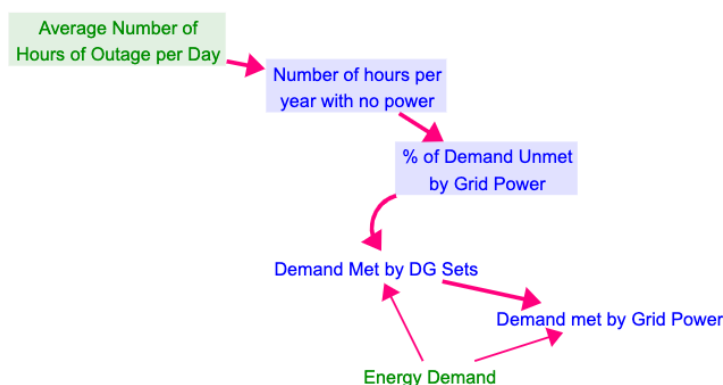 Average Number of
Hours of Outage per Day
Number of hours per
year with no power
% of Demand Unmet
by Grid Power
Demand Met by DG Sets
Demand met by Grid Power
Energy Demand